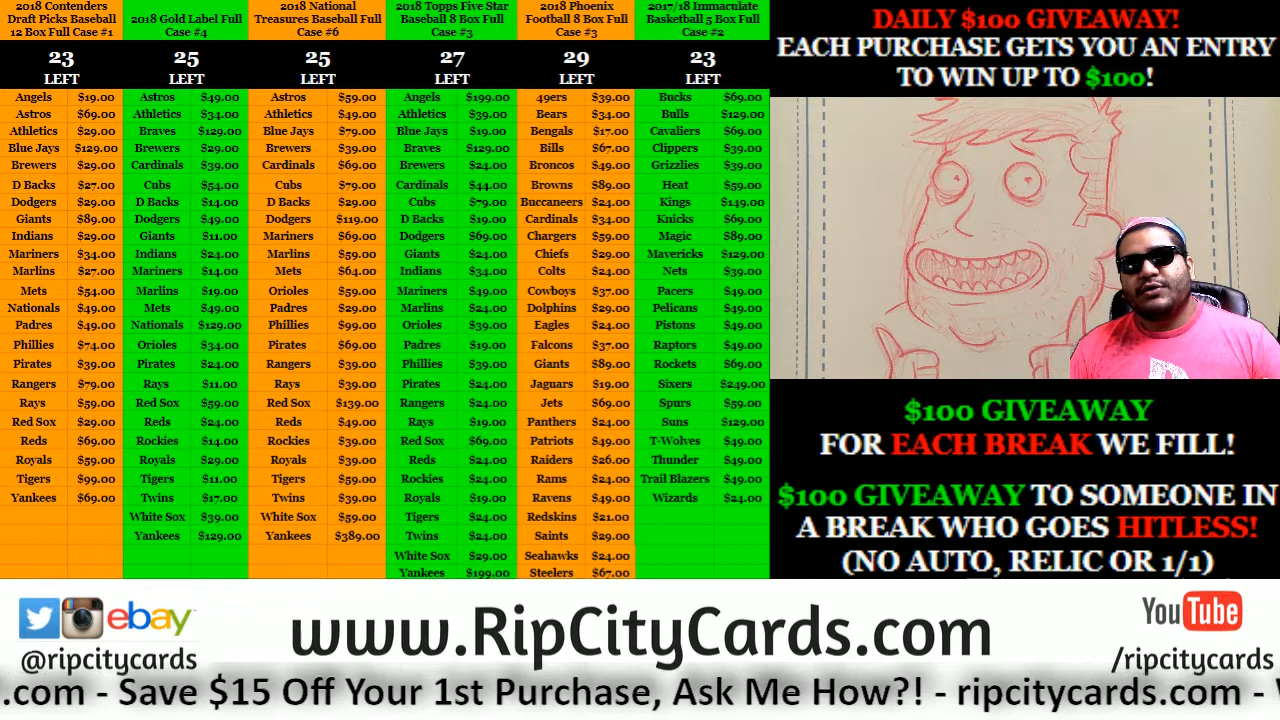 2018 Contenders Draft Picks Baseball 12 Box Full Case #1
23
LEFT
Angels $19.00
Astros $69.00
Athletics $29.00
Blue Jays $129.00
Brewers $29.00
D Backs $27.00
Dodgers $29.00
Giants $89.00
Indians $29.00
Mariners $34.00
Marlins $27.00
Mets $54.00
Nationals $49.00
Padres $49.00
Phillies $74.00
Pirates $39.00
Rangers $79.00
Rays $59.00
Red Sox $29.00
Reds $69.00
Royals $59.00
Tigers $99.00
Yankees $69.00
2018 Gold Label Full Case #4
25
LEFT
Astros $49.00
Athletics $34.00
Braves $129.00
Brewers $29.00
Cardinals $39.00
Cubs $54.00
D Backs $14.00
Dodgers $49.00
Giants $11.00
Indians $24.00
Mariners $14.00
Marlins $19.00
Mets $49.00
Nationals $129.00
Orioles $34.00
Pirates $24.00
Rays $11.00
Red Sox $59.00
Reds $24.00
Rockies $14.00
Royals $29.00
Tigers $11.00
Twins $17.00
White Sox $39.00
Yankees $129.00
2018 National Treasures Baseball Full Case #6
25
LEFT
Astros $59.00
Athletics $49.00
Blue Jays $79.00
Brewers $39.00
Cardinals $69.00
Cubs $79.00
D Backs $29.00
Dodgers $119.00
Mariners $69.00
Marlins $59.00
Mets $64.00
Orioles $59.00
Padres $29.00
Phillies $99.00
Pirates $69.00
Rangers $39.00
Rays $39.00
Red Sox $139.00
Reds $49.00
Rockies $39.00
Royals $39.00
Tigers $59.00
Twins $39.00
White Sox $59.00
Yankees $389.00
2018 Topps Five Star Baseball 8 Box Full Case #3
27
LEFT
Angels $199.00
Athletics $39.00
Blue Jays $19.00
Braves $129.00
Brewers $24.00
Cardinals $44.00
Cubs $79.00
D Backs $19.00
Dodgers $69.00
Giants $24.00
Indians $34.00
Mariners $49.00
Marlins $24.00
Orioles $39.00
Padres $19.00
Phillies $39.00
Pirates $24.00
Rangers $24.00
Rays $19.00
Red Sox $69.00
Reds $24.00
Rockies $24.00
Royals $19.00
Tigers $24.00
Twins $24.00
White Sox $29.00
Yankees $199.00
2018 Phoenix Football 8 Box Full Case #3
29
LEFT
49ers $39.00
Bears $34.00
Bengals $17.00
Bills $67.00
Broncos $49.00
Browns $89.00
Buccaneers $24.00
Cardinals $34.00
Chargers $59.00
Chiefs $29.00
Colts $24.00
Cowboys $37.00
Dolphins $29.00
Eagles $24.00
Falcons $37.00
Giants $89.00
Jaguars $19.00
Jets $69.00
Panthers $24.00
Patriots $49.00
Raiders $26.00
Rams $24.00
Ravens $49.00
Redskins $21.00
Saints $29.00
Seahawks $24.00
Steelers $67.00
2017/18 Immaculate Basketball 5 Box Full Case #2
23
LEFT
Bucks $69.00
Bulls $129.00
Cavaliers $69.00
Clippers $39.00
Grizzlies $39.00
Heat $59.00
Kings $149.00
Knicks $69.00
Magic $89.00
Mavericks $129.00
Nets $39.00
Pacers $49.00
Pelicans $49.00
Pistons $49.00
Raptors $49.00
Rockets $69.00
Sixers $249.00
Spurs $59.00
Suns $129.00
T-Wolves $49.00
Thunder $49.00
Trail Blazers $49.00
Wizards $24.00
DAILY $100 GIVEAWAY!
EACH PURCHASE GETS YOU AN ENTRY
TO WIN UP TO $100!
$100 GIVEAWAY
FOR EACH BREAK WE FILL!
$100 GIVEAWAY TO SOMEONE IN
A BREAK WHO GOES HITLESS!
(NO AUTO, RELIC OR 1/1)
ebay
@ripcitycards
www.RipCityCards.com
YouTube
/ripcitycards
.com - Save $15 Off Your 1st Purchase, Ask Me How?! - ripcitycards.com -